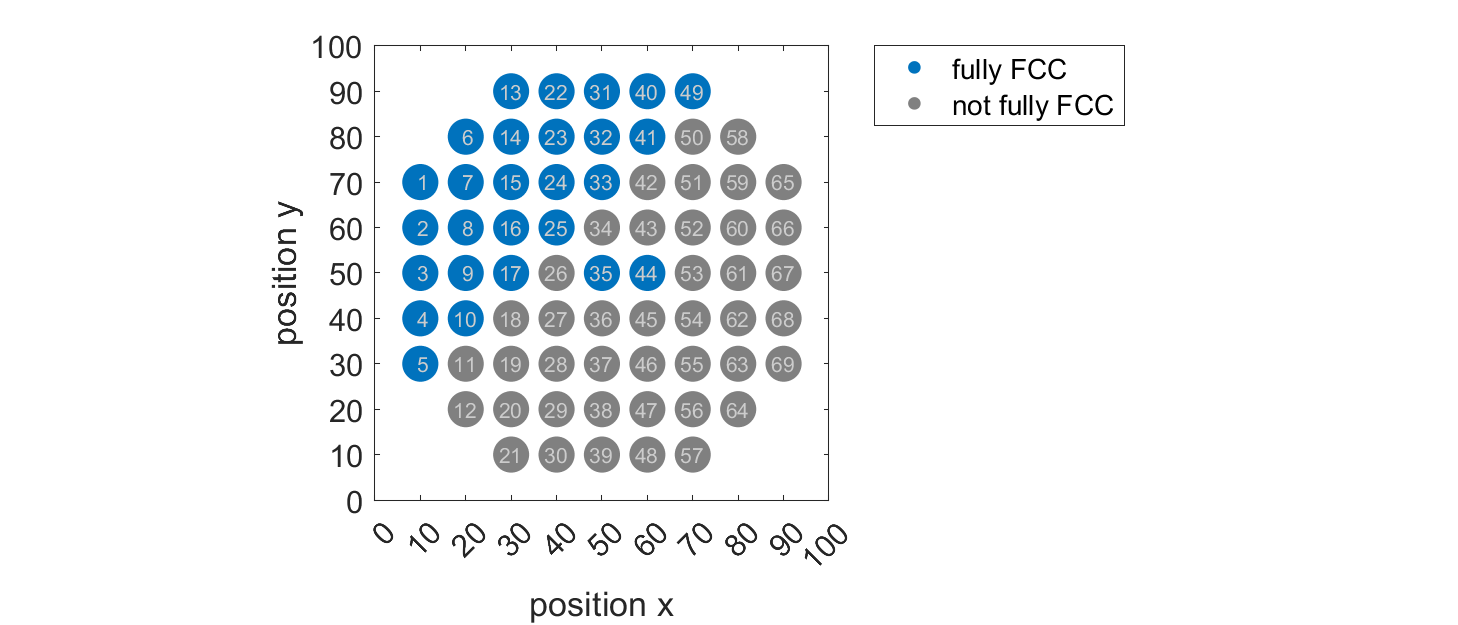 100
fully FCC
not fully FCC
90 13 22 31 40 49
80 6 14 23 32 41 50 58
70 1 7 15 24 33 42 51 59 65
60 2 8 16 25 34 43 52 60 66
50 3 9 17 26 35 44 53 61 67
40 4 10 18 27 36 45 54 62 68
30 5 11 19 28 37 46 55 63 69
20 12 20 29 38 47 56 64
10 21 30 39 48 57
0
position y
0 10 20 30 40 50 60 70 80 90 100
position x